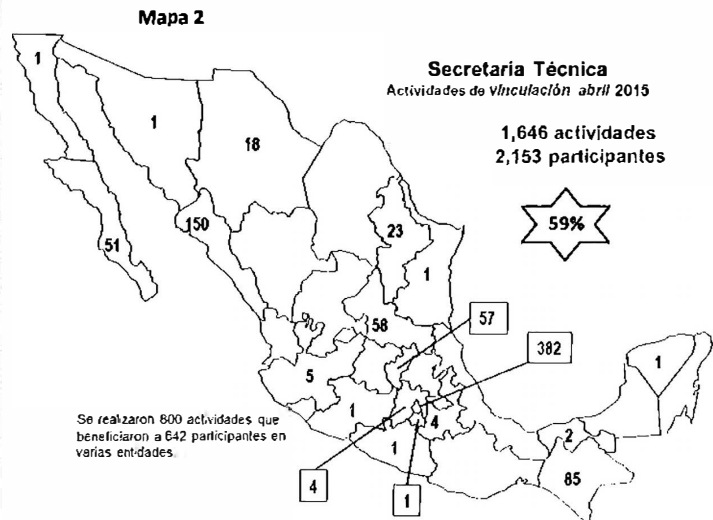 Mapa 2
Secretaría Técnica
Actividades de vinculación abril 2015
1,646 actividades
2,153 participantes
59%
1
1
18
150
51
23
1
58
57
382
5
1
4
1
1
2
85
4
1
Se realizaron 800 actividades que
beneficiaron a 642 participantes en
varias entidades.